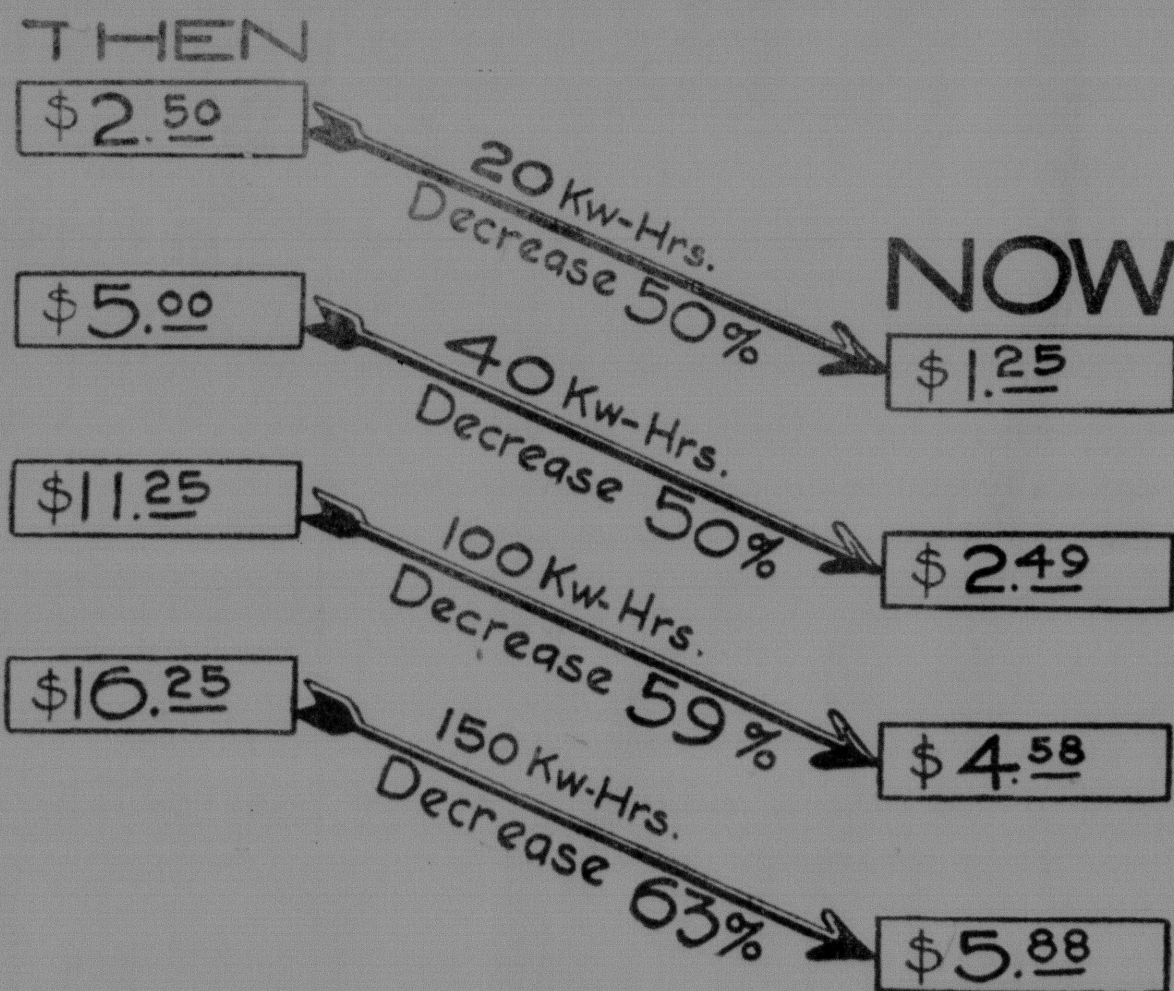 THEN
$2.50
20 Kw-Hrs.
Decrease 50%
NOW
$1.25
$5.00
40 Kw-Hrs.
Decrease 50%
$2.49
$11.25
100 Kw-Hrs.
Decrease 59%
$4.58
$16.25
150 Kw-Hrs.
Decrease 63%
$5.88